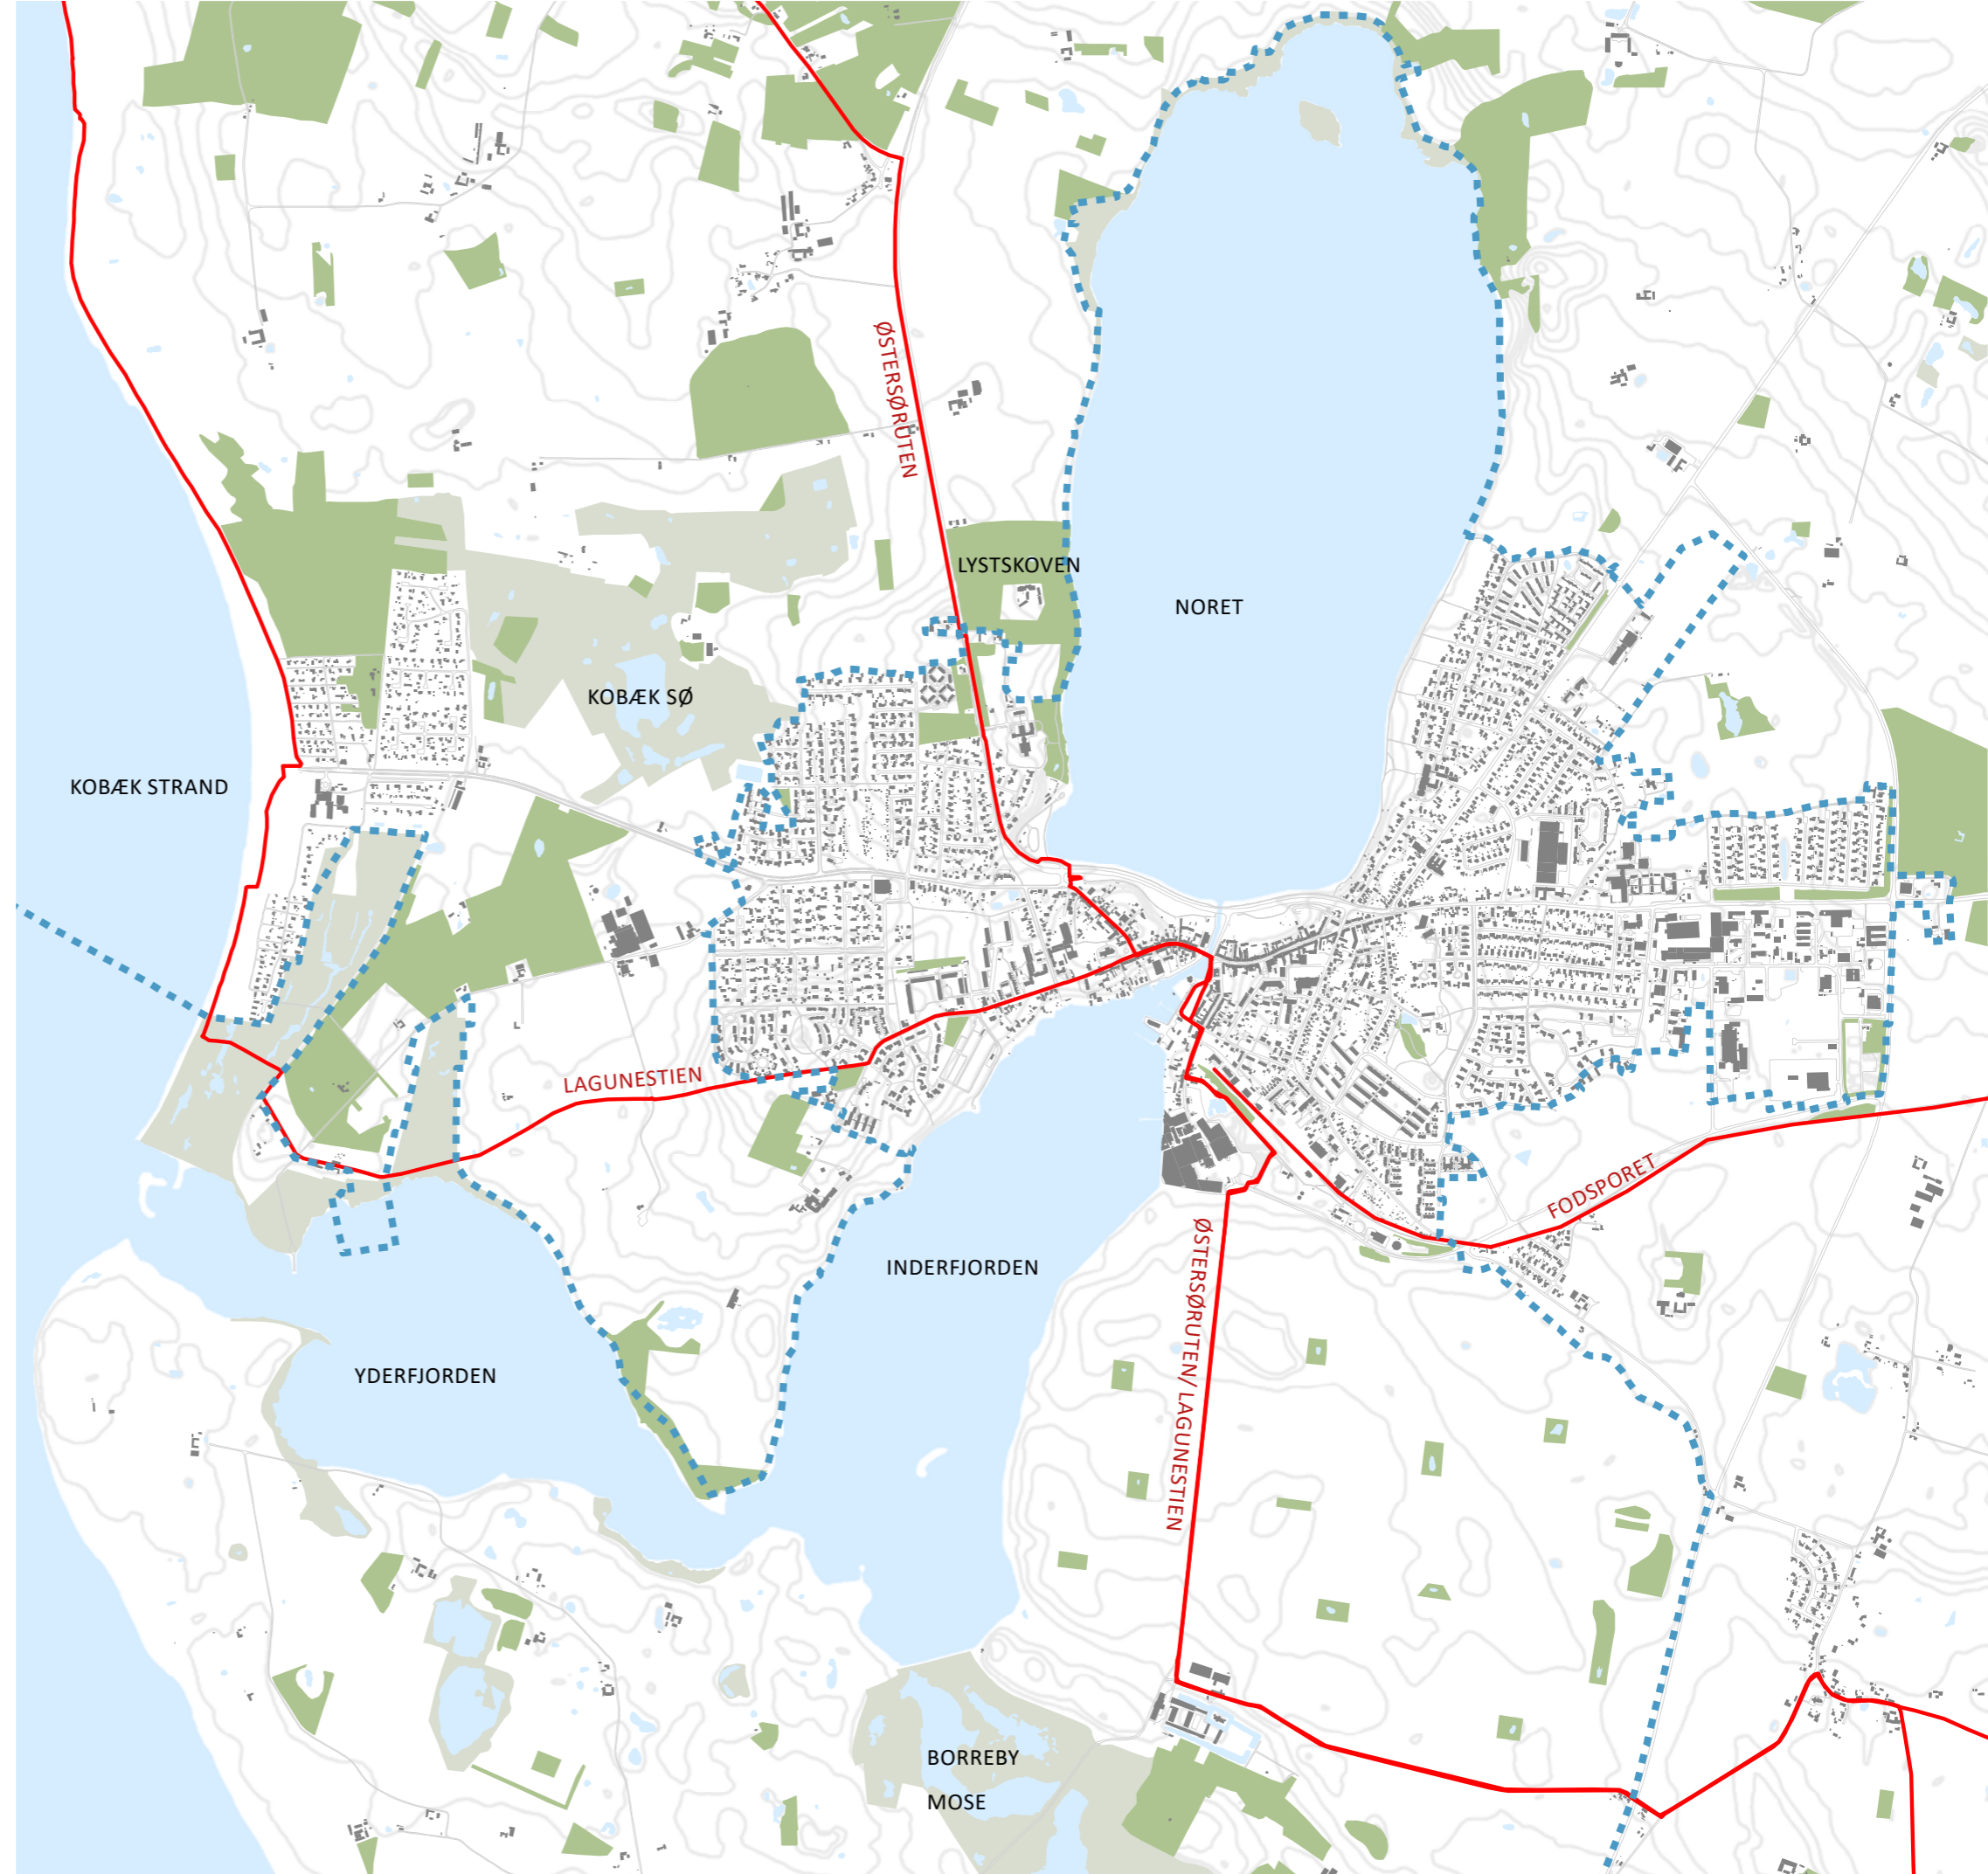 ØSTERSØRUTEN
LYSTSKOVEN
NORET
KOBÆK SØ
KOBÆK STRAND
LAGUNESTIEN
FODSPORET
INDERFJORDEN
ØSTERSØRUTEN/ LAGUNESTIEN
YDERFJORDEN
BORREBY
MOSE